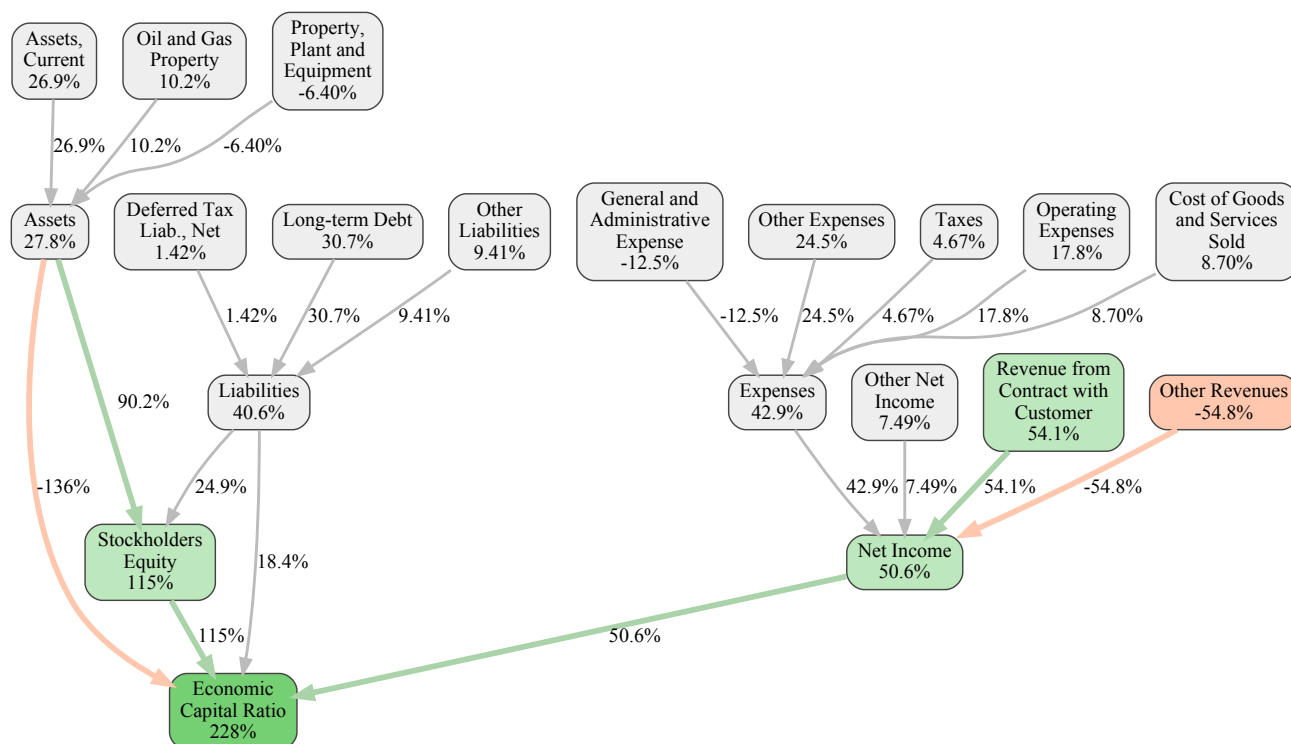 Assets,
Current
26.9%
Oil and Gas
Property
10.2%
Property,
Plant and
Equipment
-6.40%
26.9%
10.2%
-6.40%
Assets
27.8%
Deferred Tax
Liab., Net
1.42%
Long-term Debt
30.7%
Other
Liabilities
9.41%
General and
Administrative
Expense
-12.5%
Other Expenses
24.5%
Taxes
4.67%
Operating
Expenses
17.8%
Cost of Goods
and Services
Sold
8.70%
1.42%
30.7%
9.41%
-12.5%
24.5%
4.67%
17.8%
8.70%
90.2%
Liabilities
40.6%
Expenses
42.9%
Other Net
Income
7.49%
Revenue from
Contract with
Customer
54.1%
Other Revenues
-54.8%
-136%
24.9%
42.9%
7.49%
54.1%
-54.8%
Stockholders
Equity
115%
18.4%
Net Income
50.6%
115%
50.6%
Economic
Capital Ratio
228%